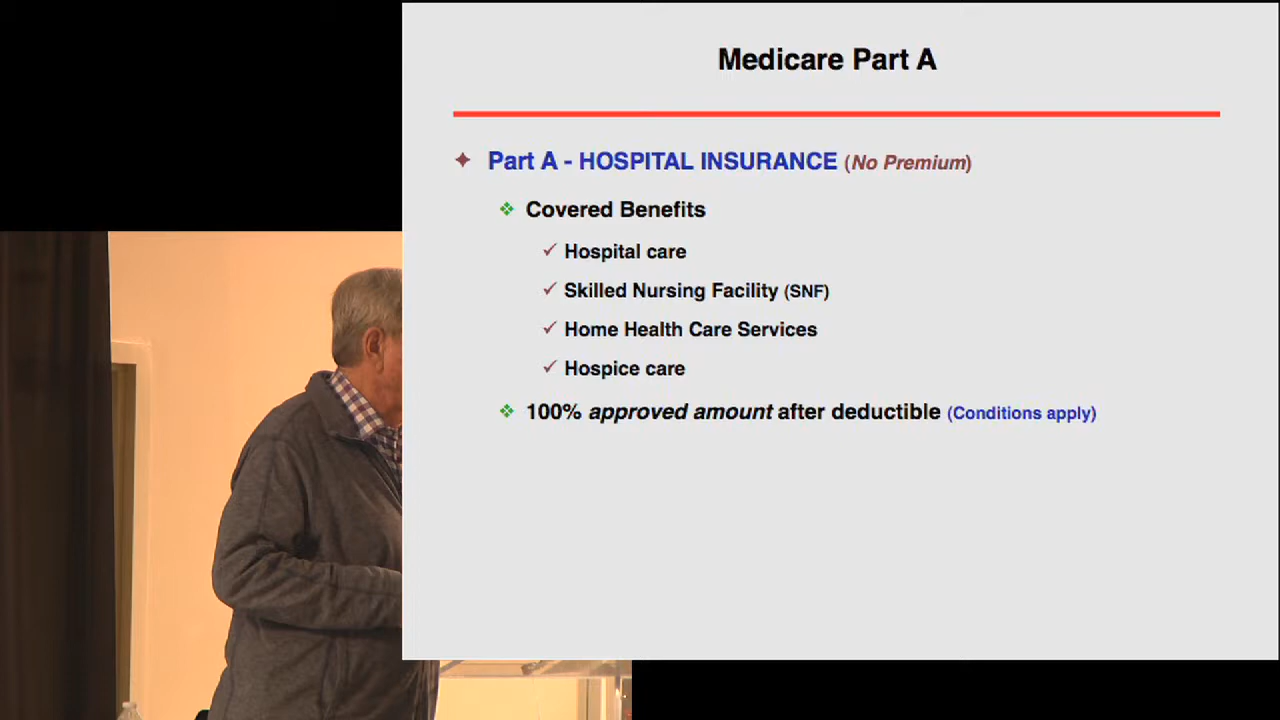 Medicare Part A
Part A - HOSPITAL INSURANCE (No Premium)
Covered Benefits
Hospital care
Skilled Nursing Facility (SNF)
Home Health Care Services
Hospice care
100% approved amount after deductible (Conditions apply)